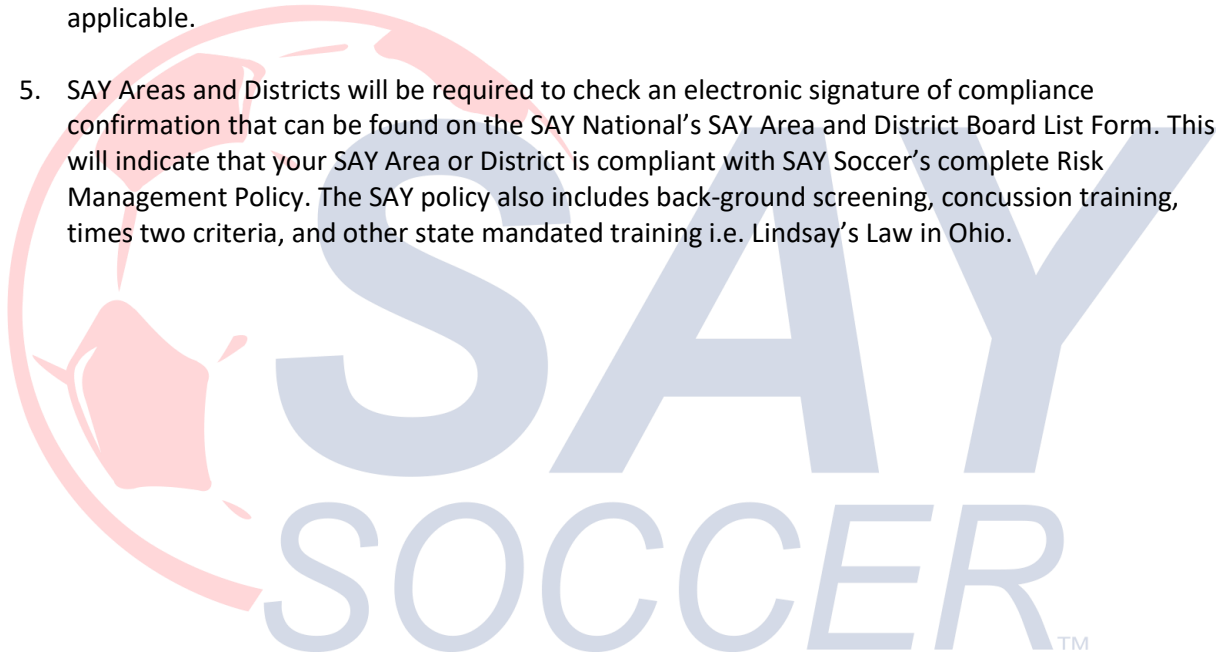 applicable.
5. SAY Areas and Districts will be required to check an electronic signature of compliance
confirmation that can be found on the SAY National’s SAY Area and District Board List Form. This
will indicate that your SAY Area or District is compliant with SAY Soccer’s complete Risk
Management Policy. The SAY policy also includes back-ground screening, concussion training,
times two criteria, and other state mandated training i.e. Lindsay’s Law in Ohio.
SAY
SOCCER
TM